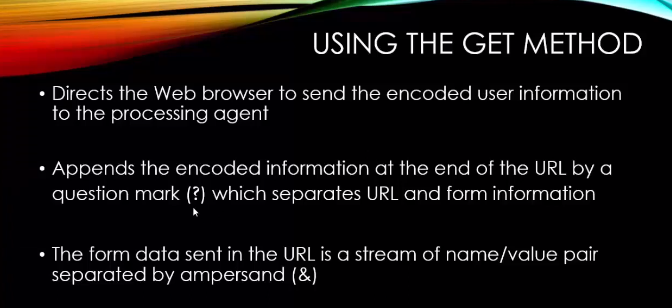 USING THE GET METHOD
• Directs the Web browser to send the encoded user information
to the processing agent
• Appends the encoded information at the end of the URL by a
question mark (?) which separates URL and form information
• The form data sent in the URL is a stream of name/value pair
separated by ampersand (&)